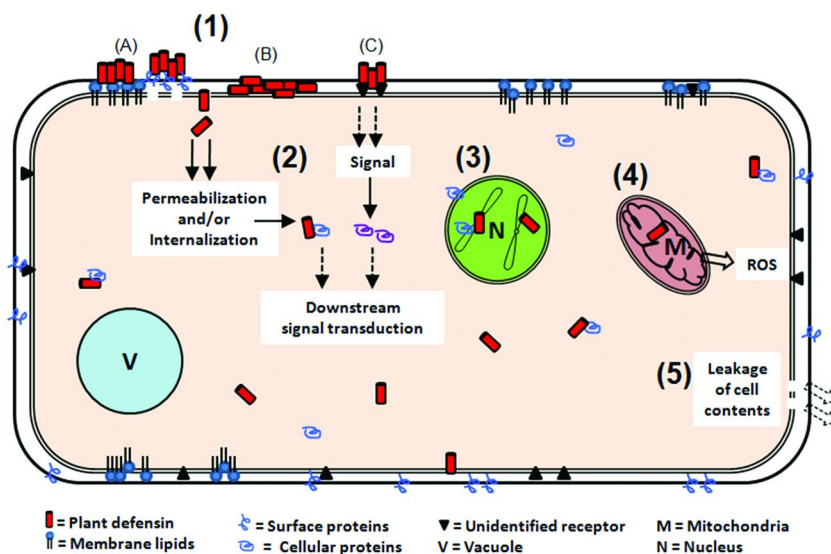 (1)
(A)
(B)
(C)
(2)
Signal
(3)
(4)
Permeabilization
and/or
Internalization
N
M
ROS
Downstream
signal transduction
V
(5)
Leakage
of cell
contents
= Plant defensin
= Surface proteins
= Unidentified receptor
M = Mitochondria
= Membrane lipids
= Cellular proteins
V = Vacuole
N = Nucleus